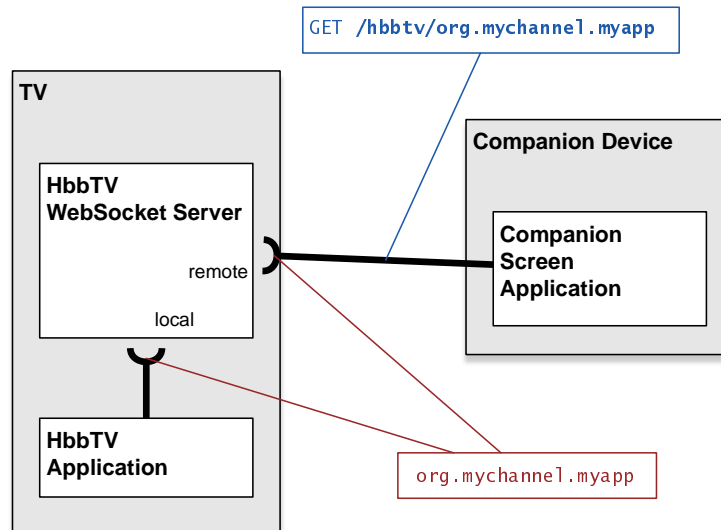 GET /hbbtv/org.mychannel.myapp
TV
Companion Device
HbbTV
WebSocket Server
Companion
Screen
Application
remote
local
HbbTV
Application
org.mychannel.myapp